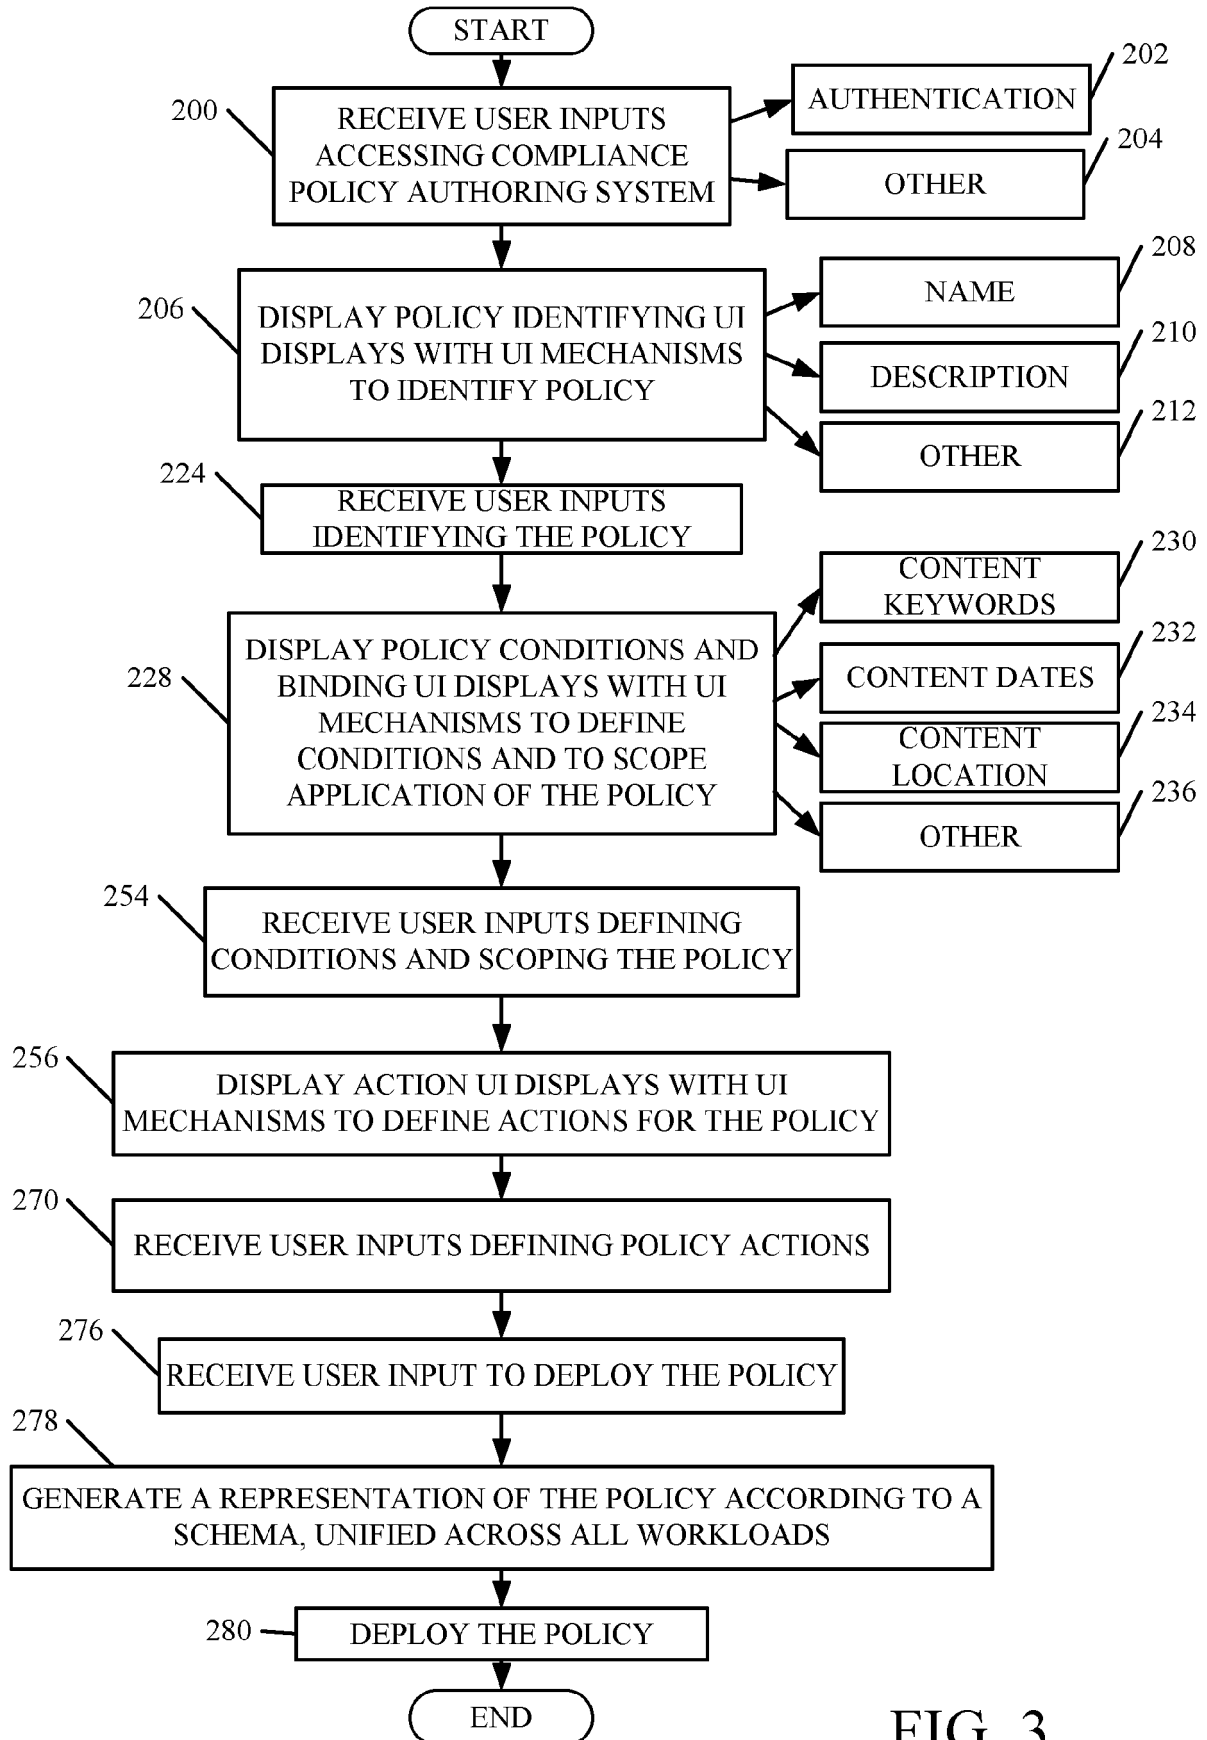 START
200
RECEIVE USER INPUTS
ACCESSING COMPLIANCE
POLICY AUTHORING SYSTEM
202
AUTHENTICATION
204
OTHER
206
DISPLAY POLICY IDENTIFYING UI
DISPLAYS WITH UI MECHANISMS
TO IDENTIFY POLICY
208
NAME
210
DESCRIPTION
212
OTHER
224
RECEIVE USER INPUTS
IDENTIFYING THE POLICY
228
DISPLAY POLICY CONDITIONS AND
BINDING UI DISPLAYS WITH UI
MECHANISMS TO DEFINE
CONDITIONS AND TO SCOPE
APPLICATION OF THE POLICY
230
CONTENT
KEYWORDS
232
CONTENT DATES
234
CONTENT
LOCATION
236
OTHER
254
RECEIVE USER INPUTS DEFINING
CONDITIONS AND SCOPING THE POLICY
256
DISPLAY ACTION UI DISPLAYS WITH UI
MECHANISMS TO DEFINE ACTIONS FOR THE POLICY
270
RECEIVE USER INPUTS DEFINING POLICY ACTIONS
276
RECEIVE USER INPUT TO DEPLOY THE POLICY
278
GENERATE A REPRESENTATION OF THE POLICY ACCORDING TO A
SCHEMA, UNIFIED ACROSS ALL WORKLOADS
280
DEPLOY THE POLICY
END
FIG. 3